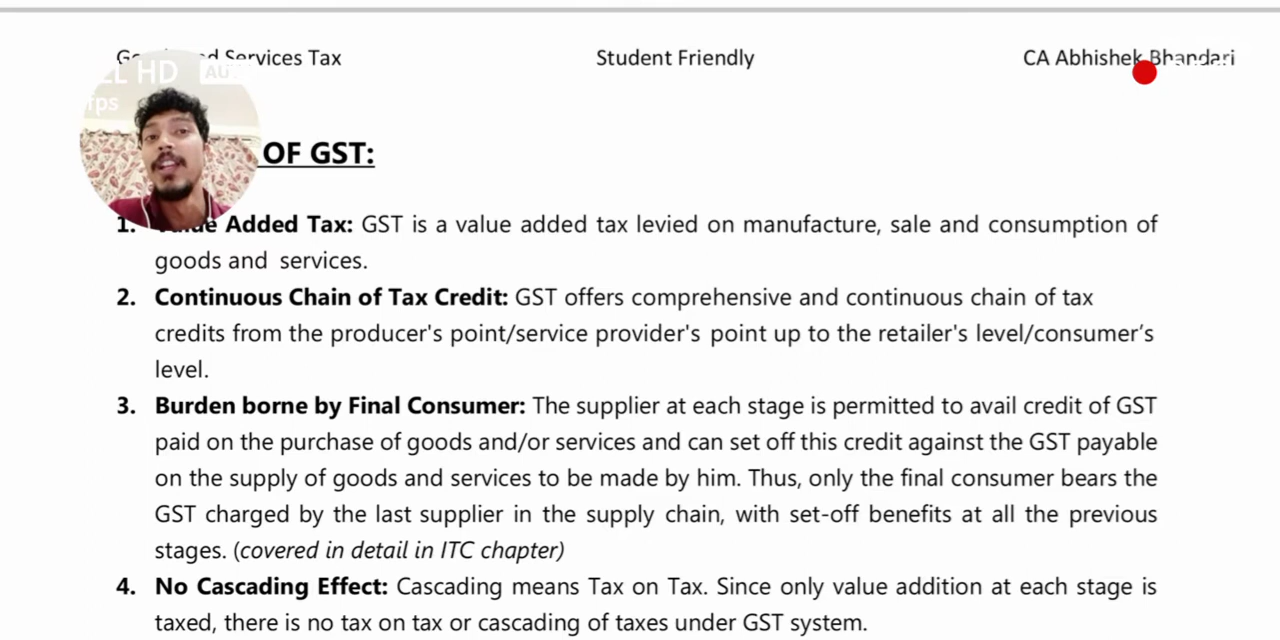 Services Tax Student Friendly CA Abhishek Bhandari
HD AU
fps
OF GST:
1. Value Added Tax: GST is a value added tax levied on manufacture, sale and consumption of
goods and services.
2. Continuous Chain of Tax Credit: GST offers comprehensive and continuous chain of tax
credits from the producer's point/service provider's point up to the retailer's level/consumer’s
level.
3. Burden borne by Final Consumer: The supplier at each stage is permitted to avail credit of GST
paid on the purchase of goods and/or services and can set off this credit against the GST payable
on the supply of goods and services to be made by him. Thus, only the final consumer bears the
GST charged by the last supplier in the supply chain, with set-off benefits at all the previous
stages. (covered in detail in ITC chapter)
4. No Cascading Effect: Cascading means Tax on Tax. Since only value addition at each stage is
taxed, there is no tax on tax or cascading of taxes under GST system.